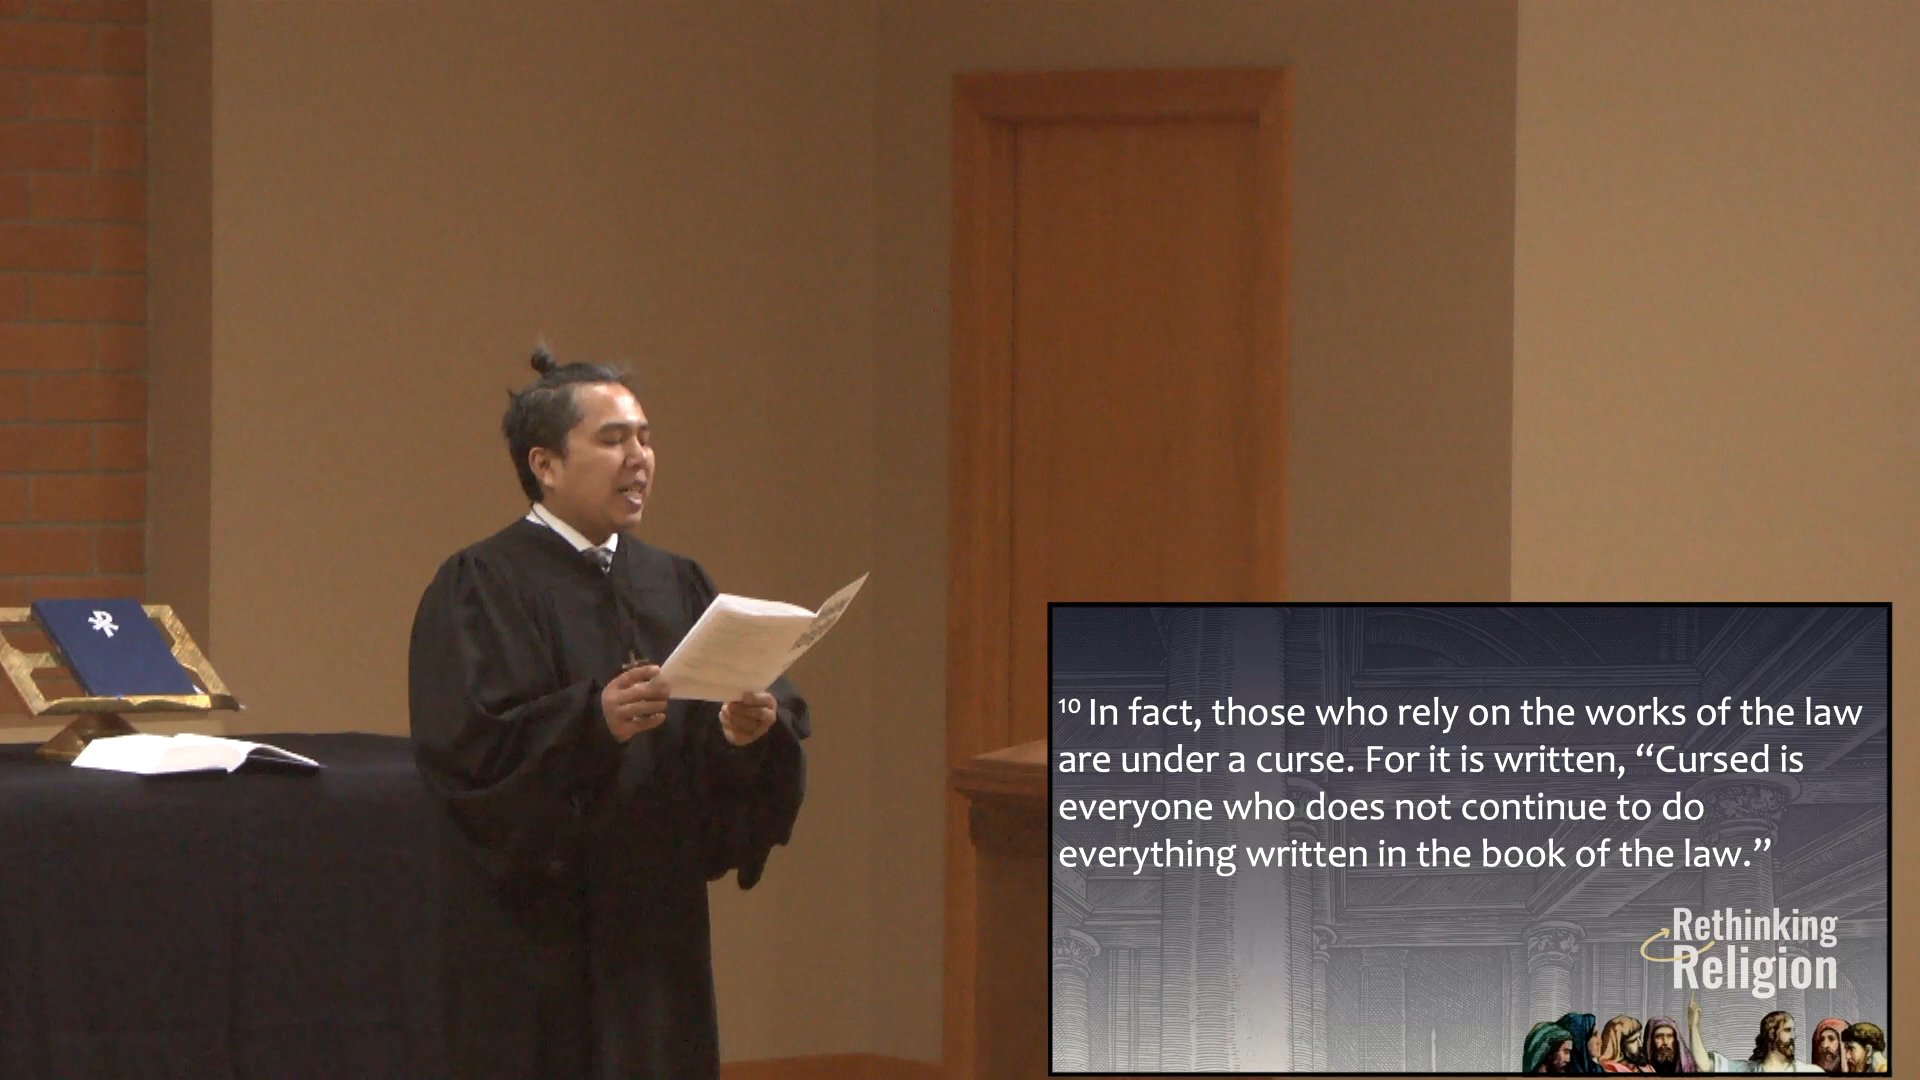 ¹⁰ In fact, those who rely on the works of the law
are under a curse. For it is written, “Cursed is
everyone who does not continue to do
everything written in the book of the law.”
Rethinking
Religion